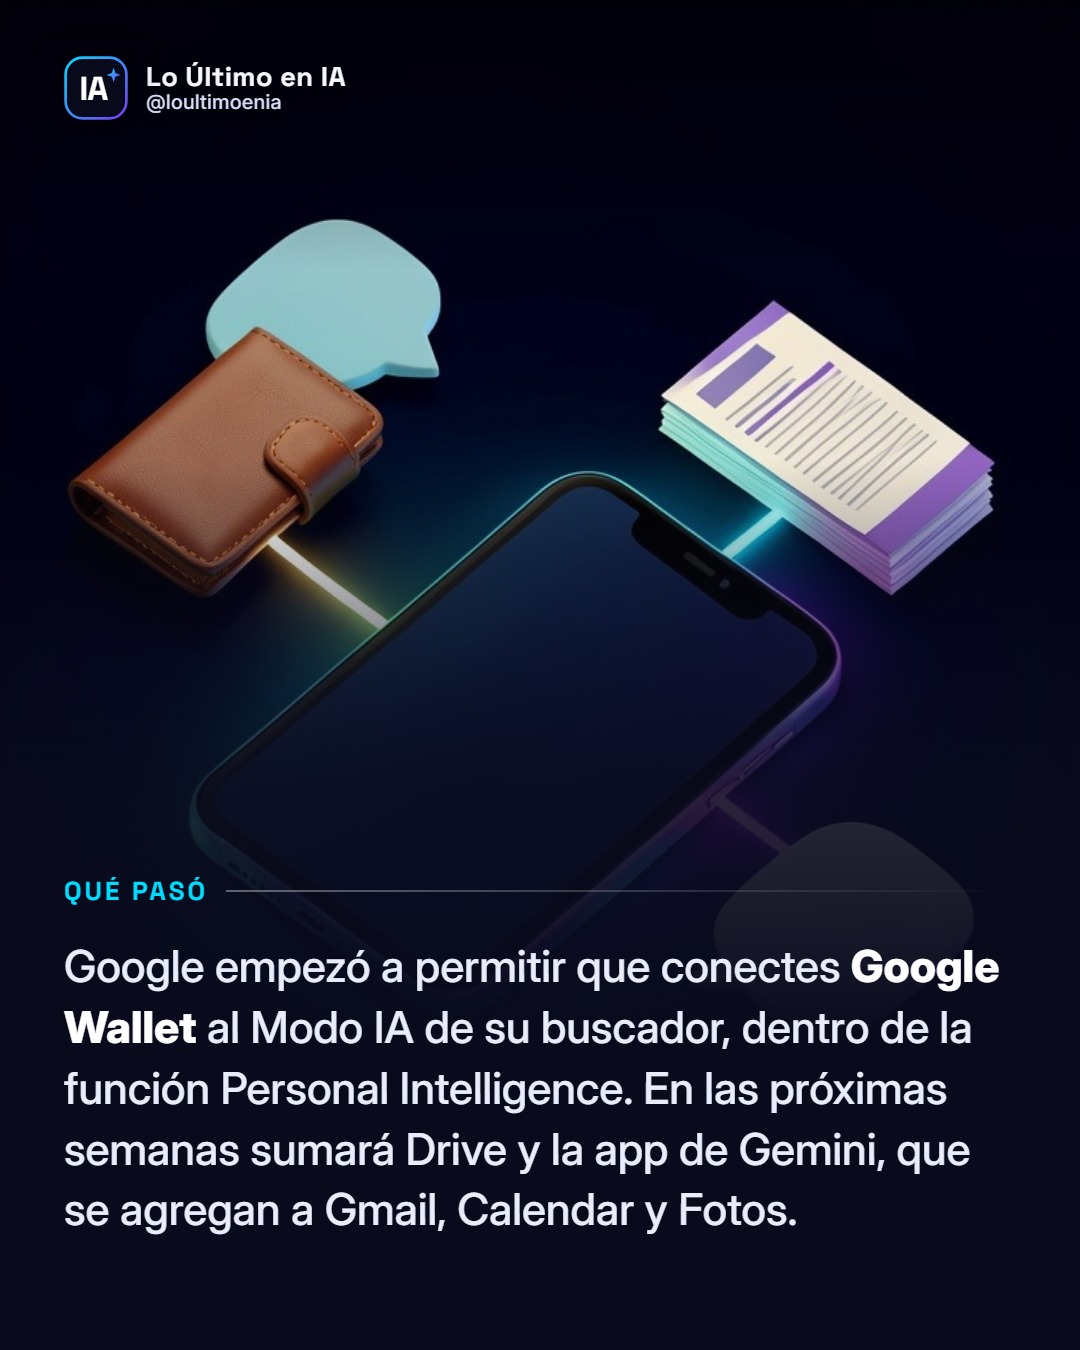 IA
Lo Último en IA
@loultimoenia
QUÉ PASÓ
Google empezó a permitir que conectes Google
Wallet al Modo IA de su buscador, dentro de la
función Personal Intelligence. En las próximas
semanas sumará Drive y la app de Gemini, que
se agregan a Gmail, Calendar y Fotos.